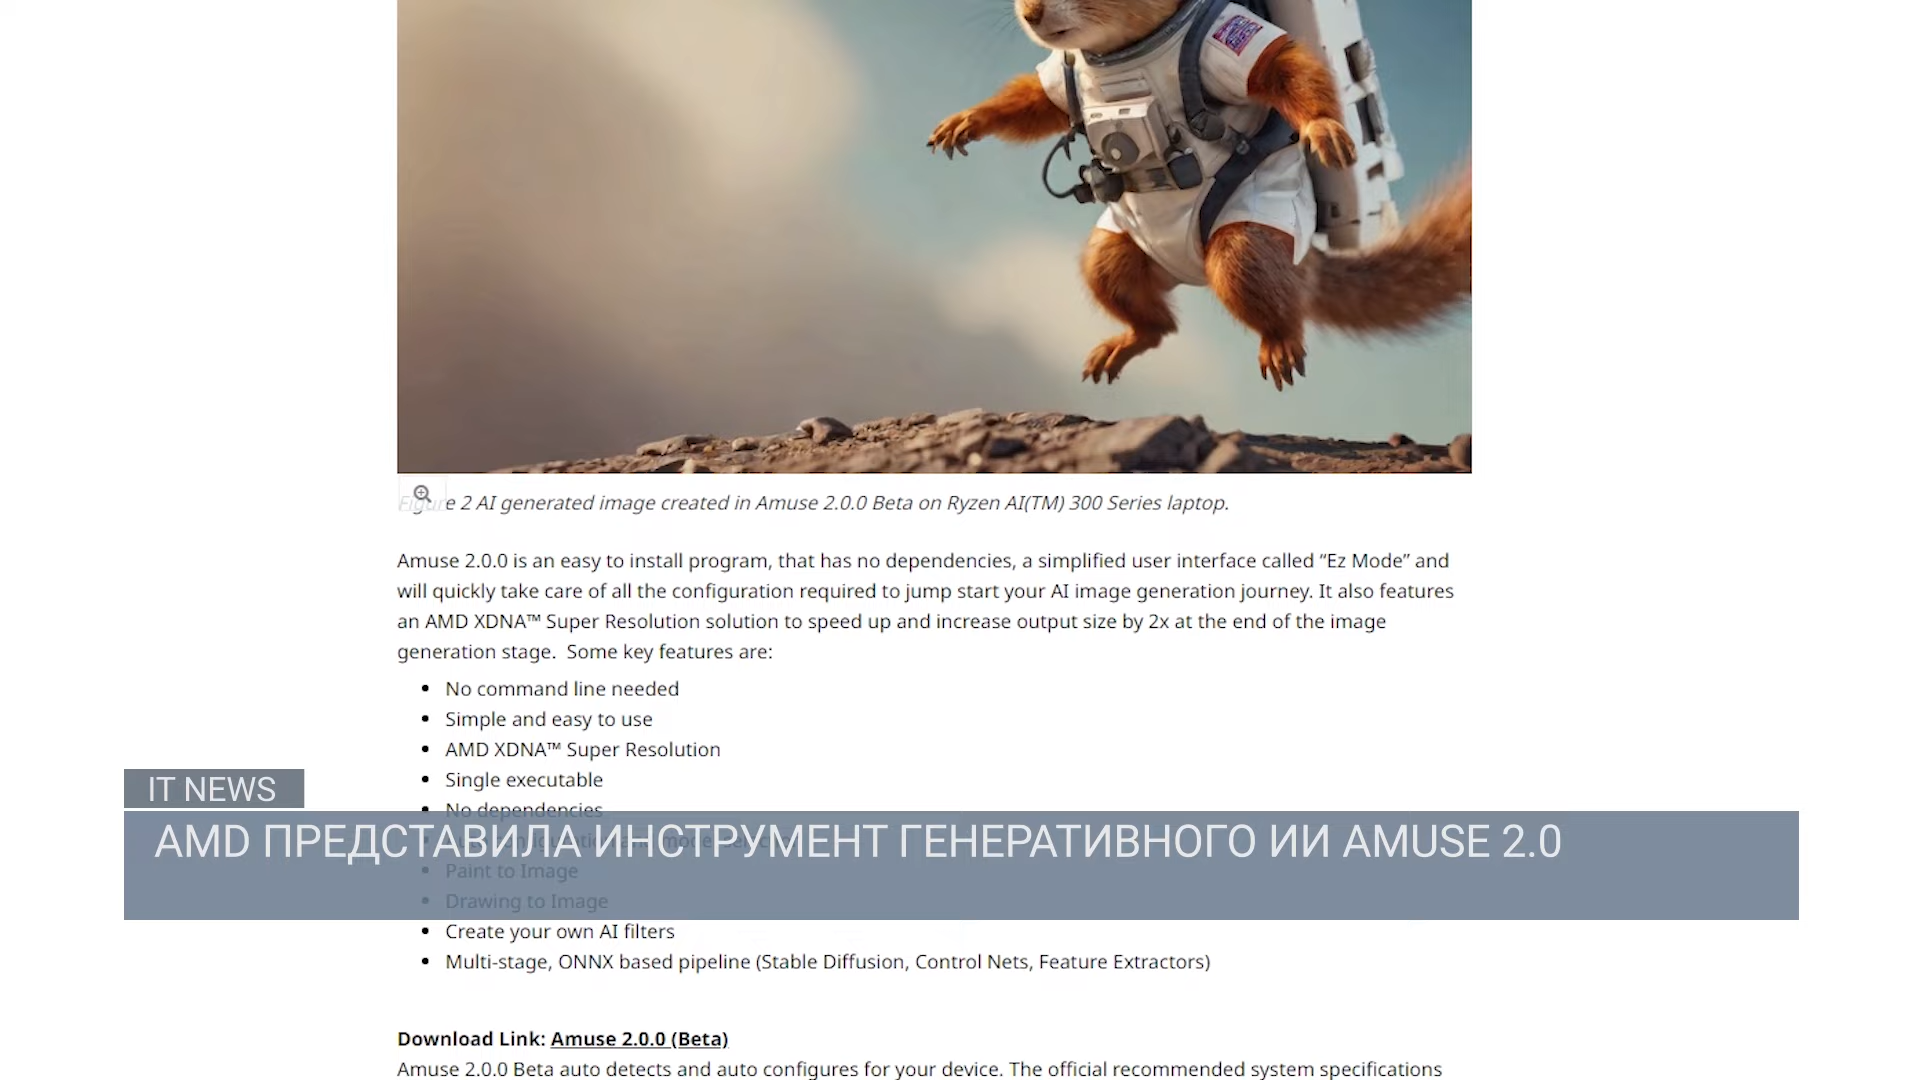 Figure 2 AI generated image created in Amuse 2.0.0 Beta on Ryzen AI(TM) 300 Series laptop.
Amuse 2.0.0 is an easy to install program, that has no dependencies, a simplified user interface called “Ez Mode” and
will quickly take care of all the configuration required to jump start your AI image generation journey. It also features
an AMD XDNA™ Super Resolution solution to speed up and increase output size by 2x at the end of the image
generation stage.  Some key features are:
• No command line needed
• Simple and easy to use
• AMD XDNA™ Super Resolution
• Single executable
IT NEWS
• No dependencies
AMD ПРЕДСТАВИЛА ИНСТРУМЕНТ ГЕНЕРАТИВНОГО ИИ AMUSE 2.0
• Paint to Image
• Drawing to Image
• Create your own AI filters
• Multi-stage, ONNX based pipeline (Stable Diffusion, Control Nets, Feature Extractors)
Download Link: Amuse 2.0.0 (Beta)
Amuse 2.0.0 Beta auto detects and auto configures for your device. The official recommended system specifications